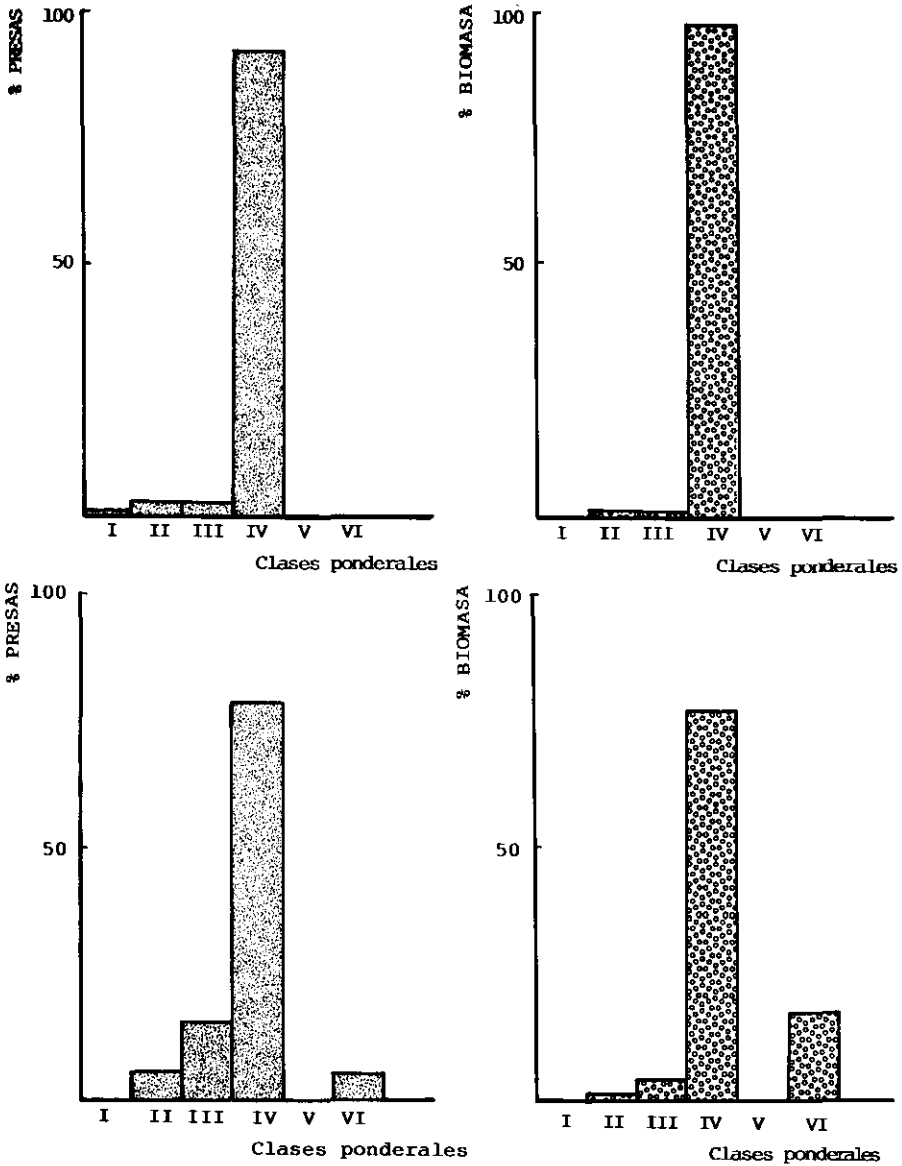 % PRESAS
100
50
I II III IV V VI
Clases ponderales
% BIOMASA
100
50
I II III IV V VI
Clases ponderales
% PRESAS
100
50
I II III IV V VI
Clases ponderales
% BIOMASA
100
50
I II III IV V VI
Clases ponderales